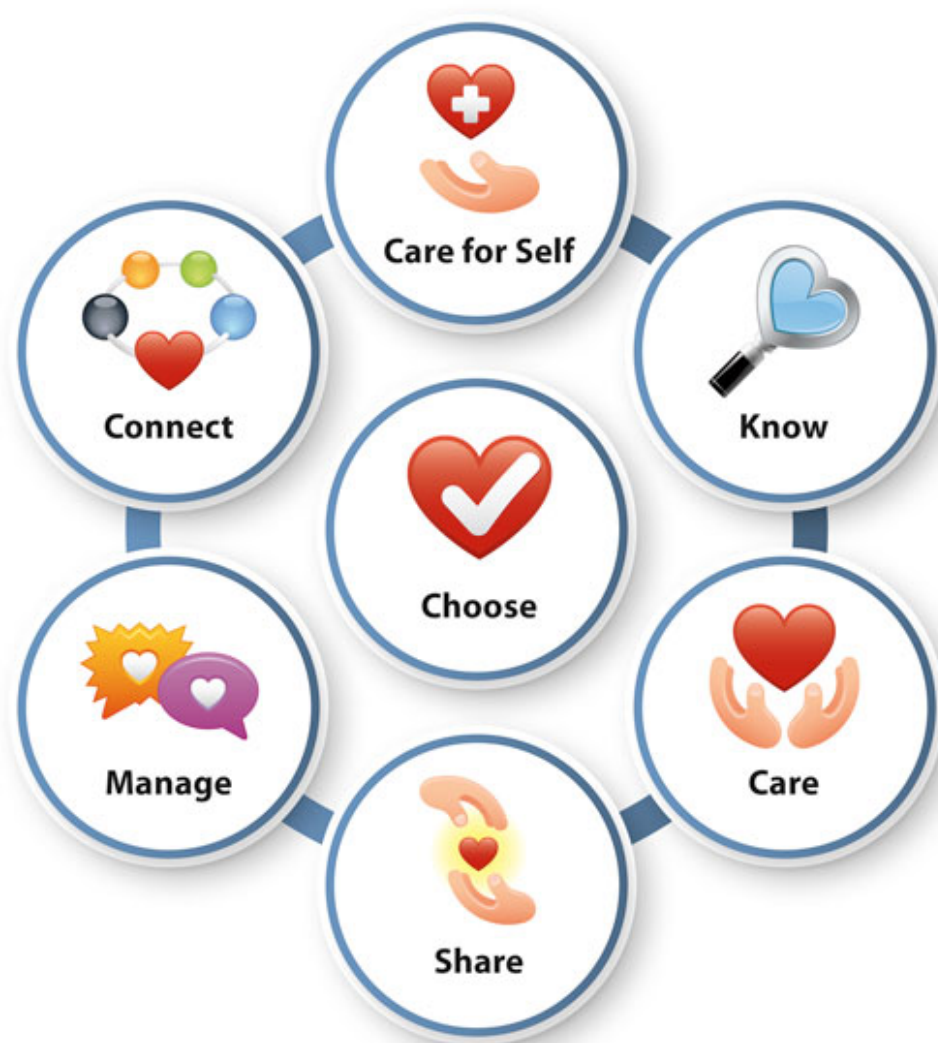 Care for Self
Connect
Know
Choose
Manage
Care
Share